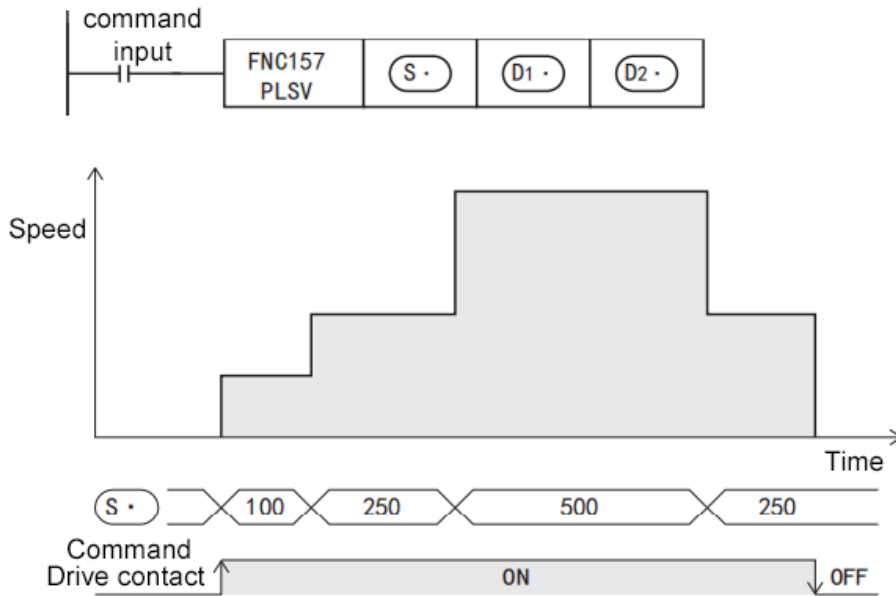 command
input
FNC157
PLSV
S・
D1・
D2・
Speed
Time
S・
100
250
500
250
Command
Drive contact
ON
OFF